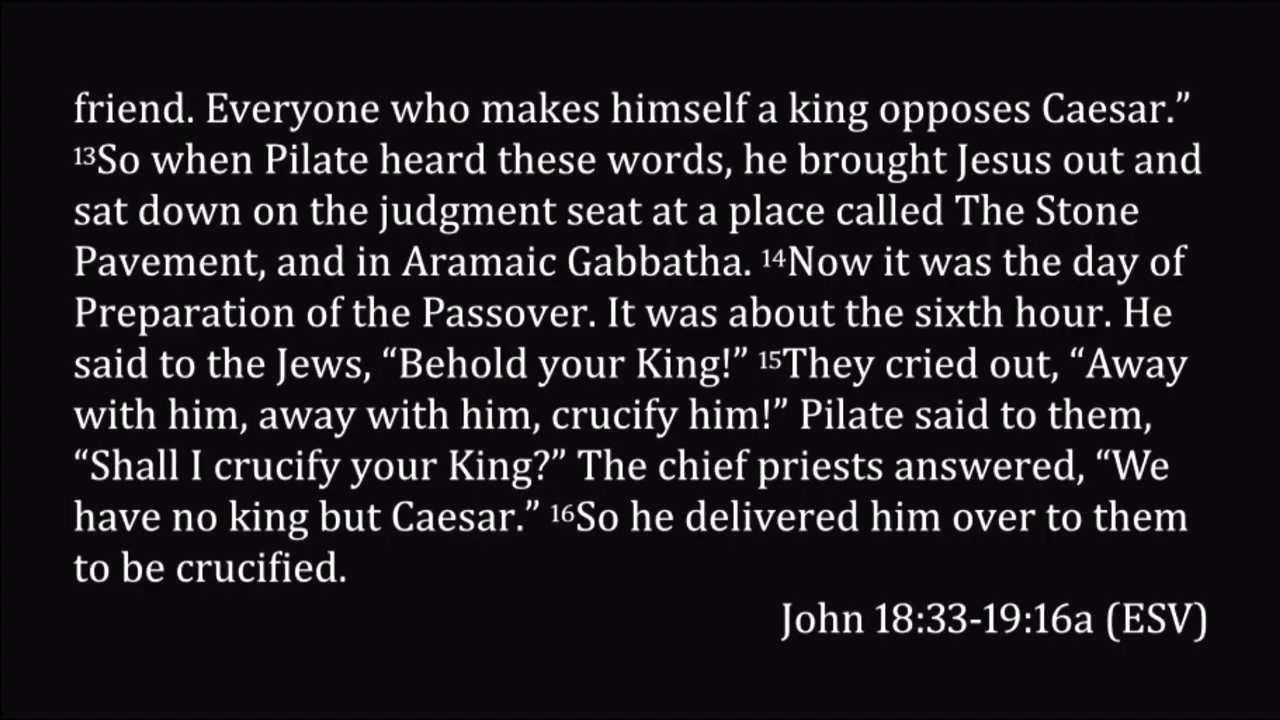 friend. Everyone who makes himself a king opposes Caesar.”
¹³So when Pilate heard these words, he brought Jesus out and
sat down on the judgment seat at a place called The Stone
Pavement, and in Aramaic Gabbatha. ¹⁴Now it was the day of
Preparation of the Passover. It was about the sixth hour. He
said to the Jews, “Behold your King!” ¹⁵They cried out, “Away
with him, away with him, crucify him!” Pilate said to them,
“Shall I crucify your King?” The chief priests answered, “We
have no king but Caesar.” ¹⁶So he delivered him over to them
to be crucified.
John 18:33-19:16a (ESV)